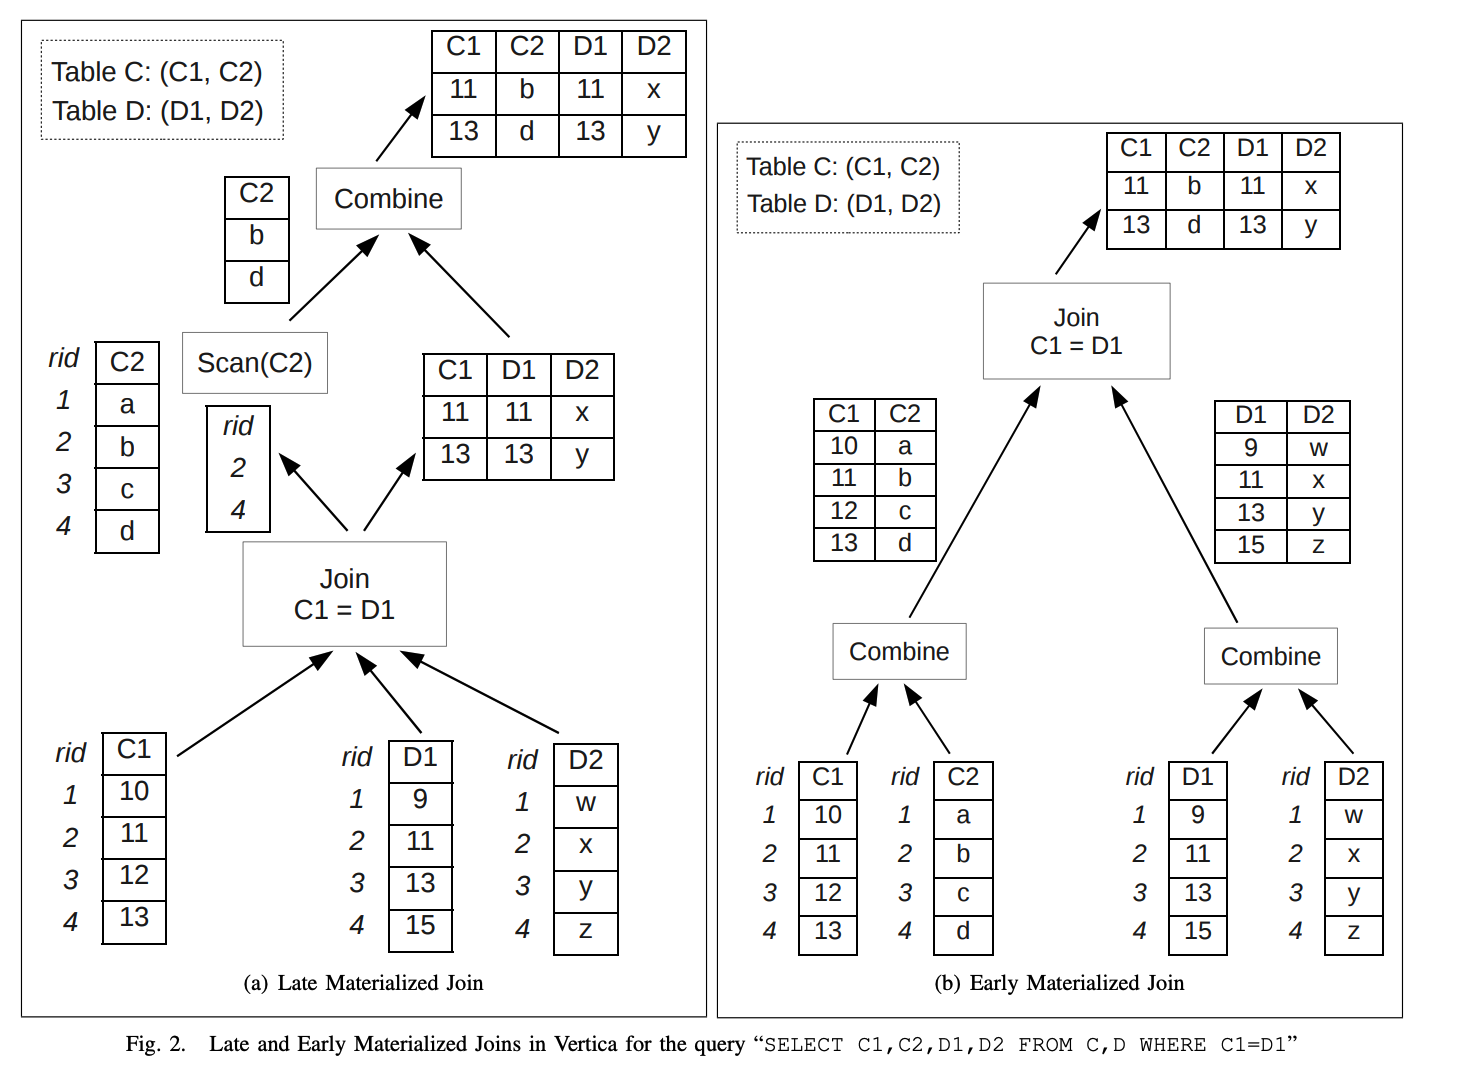 Table C: (C1, C2)
Table D: (D1, D2)
C1 C2 D1 D2
11 b 11 x
13 d 13 y
Combine
C2
b
d
Scan(C2)
rid C2
1 a
2 b
3 c
4 d
rid
2
4
C1 D1 D2
11 11 x
13 13 y
Join
C1 = D1
rid C1
1 10
2 11
3 12
4 13
rid D1
1 9
2 11
3 13
4 15
rid D2
1 w
2 x
3 y
4 z
(a) Late Materialized Join
Table C: (C1, C2)
Table D: (D1, D2)
C1 C2 D1 D2
11 b 11 x
13 d 13 y
Join
C1 = D1
C1 C2
10 a
11 b
12 c
13 d
D1 D2
9 w
11 x
13 y
15 z
Combine
Combine
rid C1
1 10
2 11
3 12
4 13
rid C2
1 a
2 b
3 c
4 d
rid D1
1 9
2 11
3 13
4 15
rid D2
1 w
2 x
3 y
4 z
(b) Early Materialized Join
Fig. 2. Late and Early Materialized Joins in Vertica for the query “SELECT C1,C2,D1,D2 FROM C,D WHERE C1=D1”